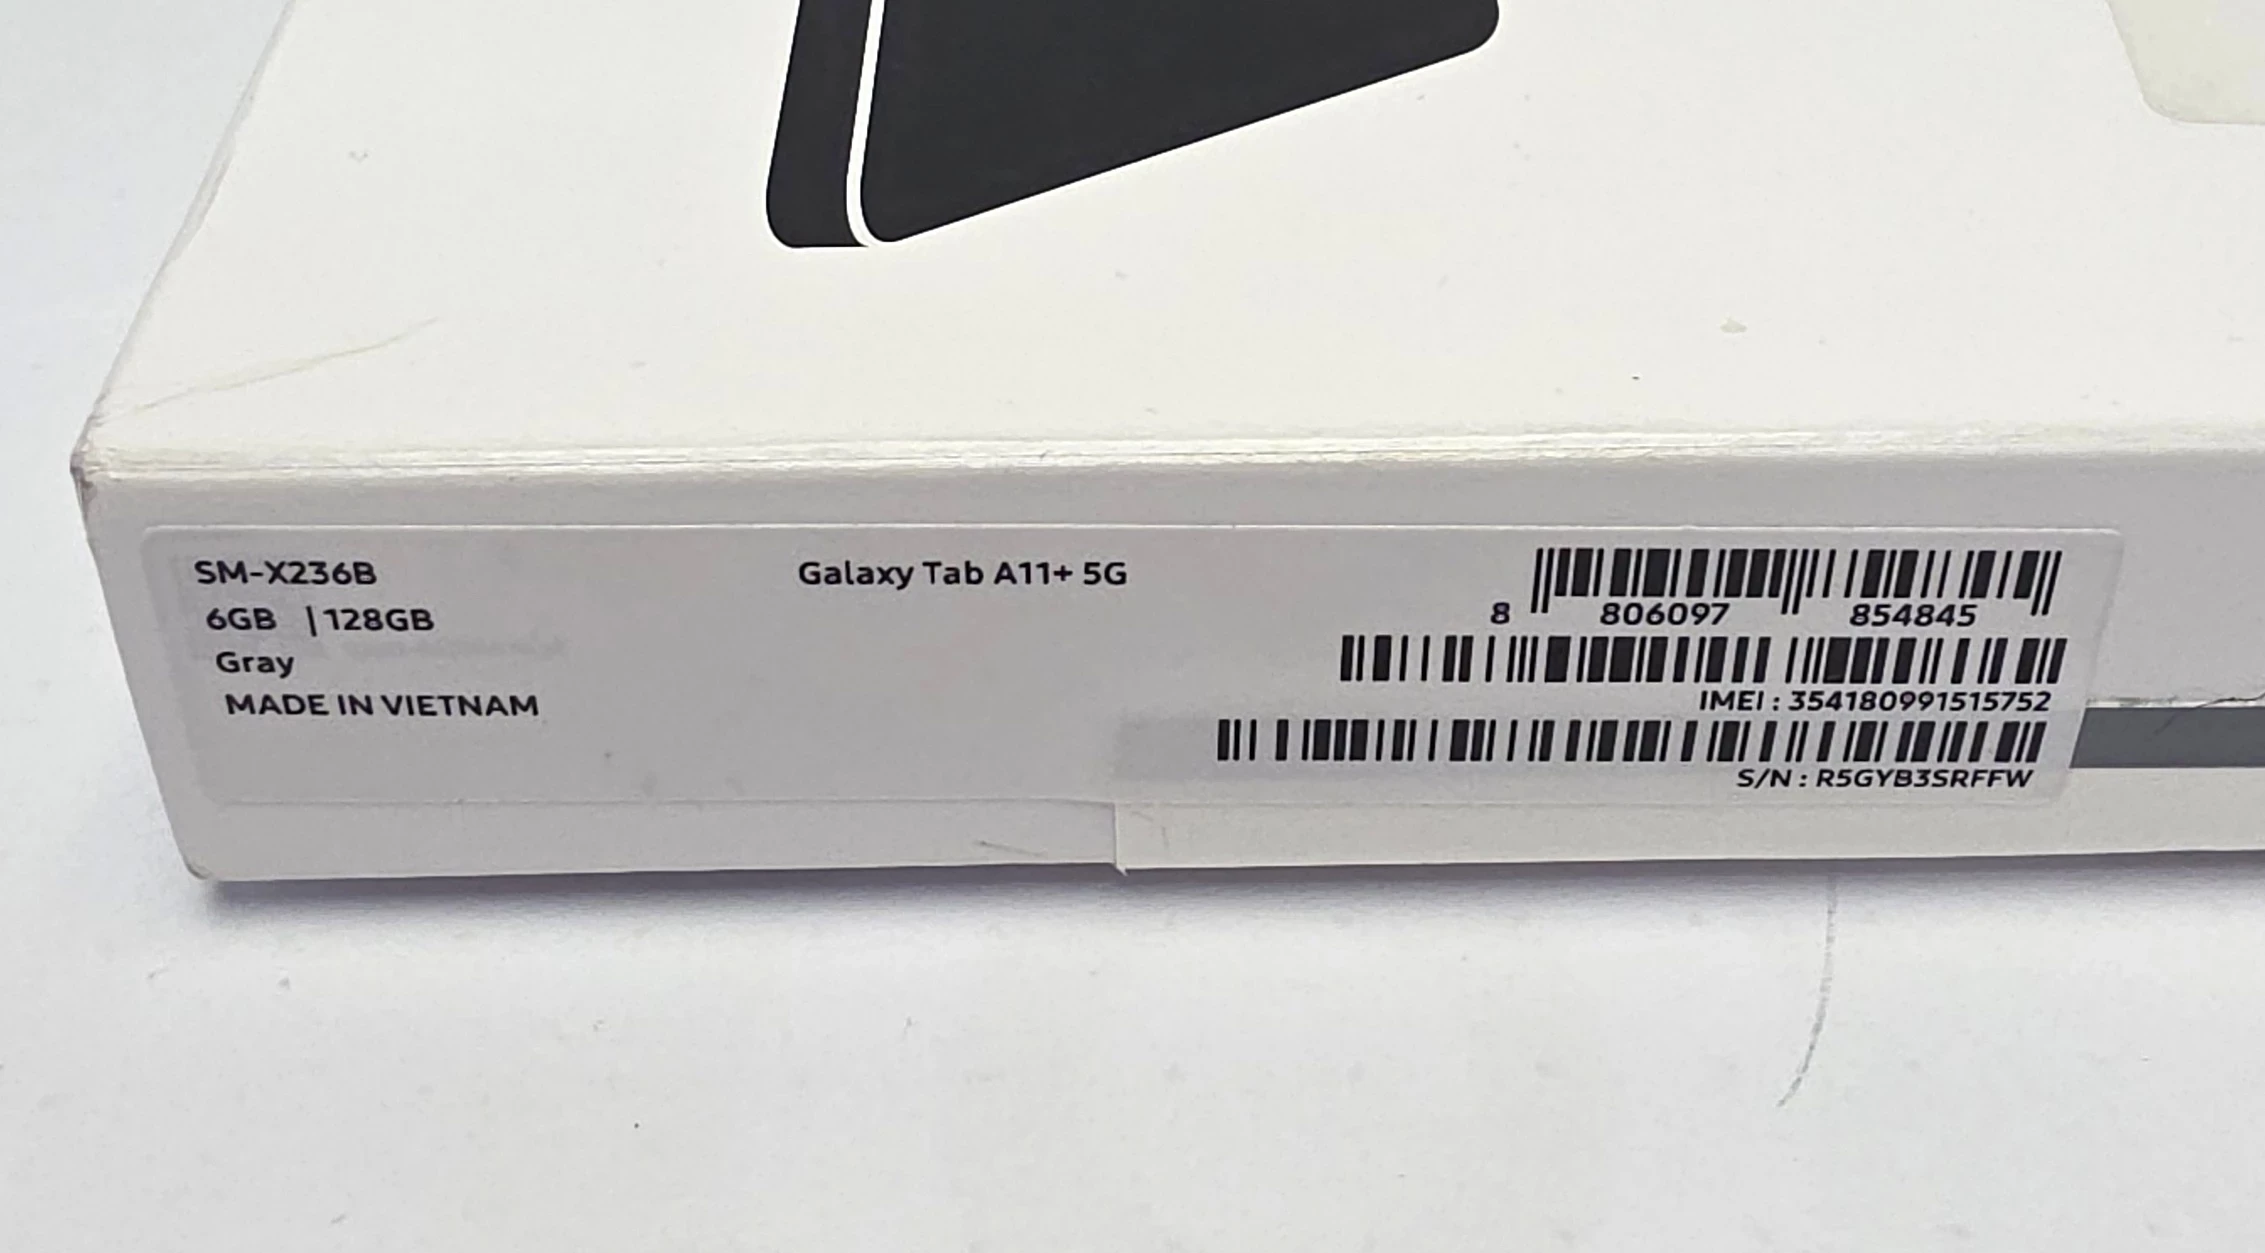 SM-X236B
6GB | 128GB
Gray
MADE IN VIETNAM
Galaxy Tab A11+ 5G
8 806097 854845
IMEI : 354180991515752
S/N : R5GYB3SRFFW